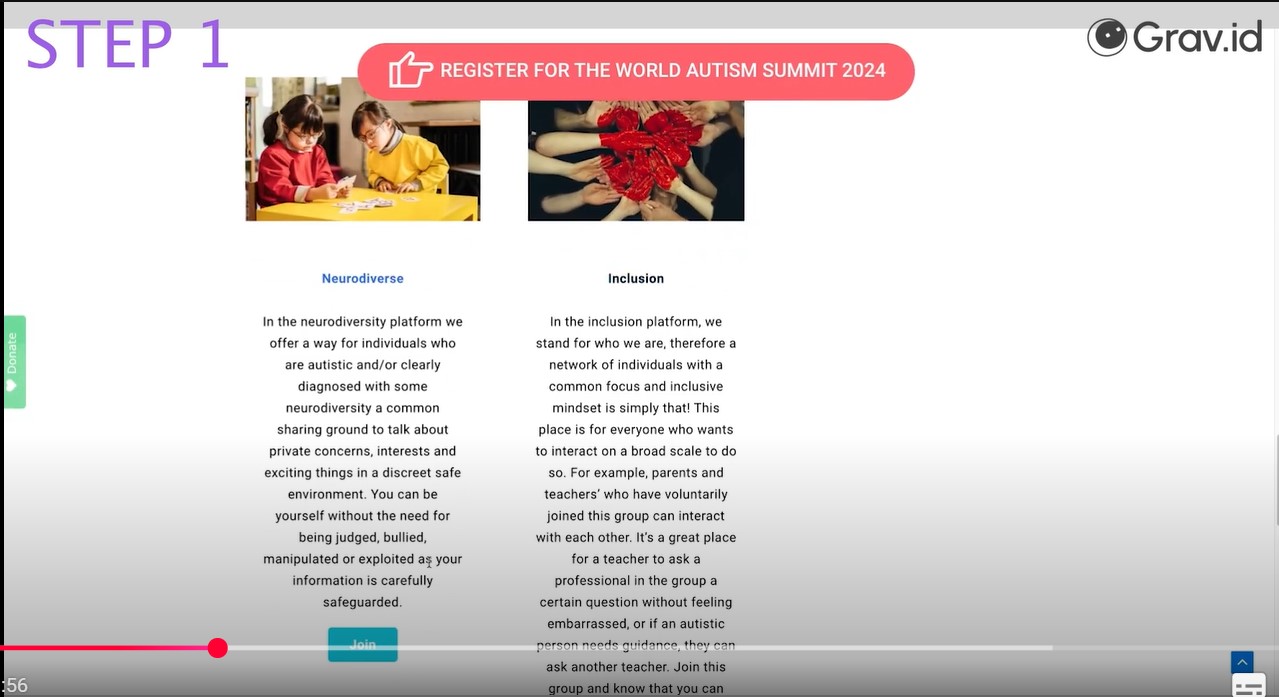 STEP 1
Grav.id
REGISTER FOR THE WORLD AUTISM SUMMIT 2024
Donate
Neurodiverse
In the neurodiversity platform we
offer a way for individuals who
are autistic and/or clearly
diagnosed with some
neurodiversity a common
sharing ground to talk about
private concerns, interests and
exciting things in a discreet safe
environment. You can be
yourself without the need for
being judged, bullied,
manipulated or exploited as your
information is carefully
safeguarded.
Join
Inclusion
In the inclusion platform, we
stand for who we are, therefore a
network of individuals with a
common focus and inclusive
mindset is simply that! This
place is for everyone who wants
to interact on a broad scale to do
so. For example, parents and
teachers’ who have voluntarily
joined this group can interact
with each other. It's a great place
for a teacher to ask a
professional in the group a
certain question without feeling
embarrassed, or if an autistic
person needs guidance, they can
ask another teacher. Join this
group and know that you can
:56